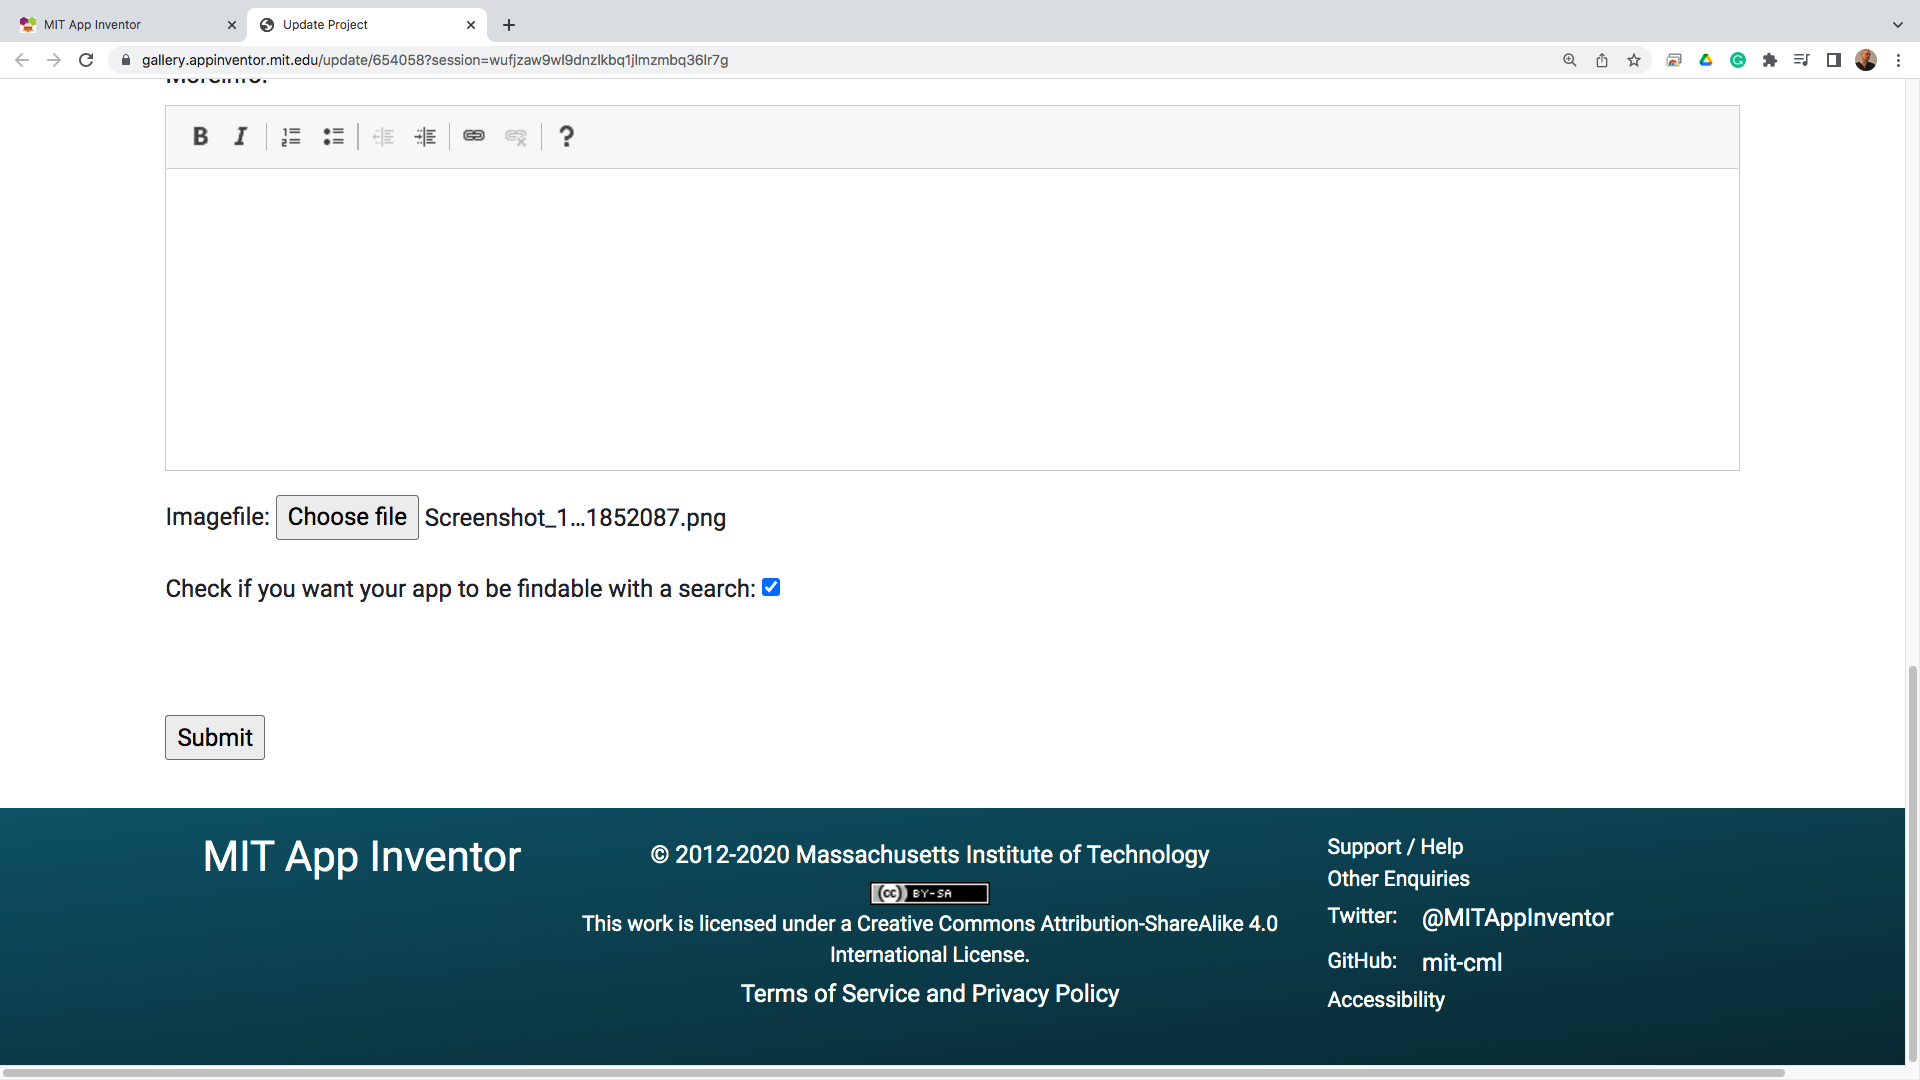 MIT App Inventor
Update Project
gallery.appinventor.mit.edu/update/654058?session=wufjzaw9wl9dnzlkbq1jlmzmbq36lr7g
B I ?
Imagefile: Choose file Screenshot_1...1852087.png
Check if you want your app to be findable with a search:
Submit
MIT App Inventor
© 2012-2020 Massachusetts Institute of Technology
(cc) BY-SA
This work is licensed under a Creative Commons Attribution-ShareAlike 4.0
International License.
Terms of Service and Privacy Policy
Support / Help
Other Enquiries
Twitter: @MITAppInventor
GitHub: mit-cml
Accessibility